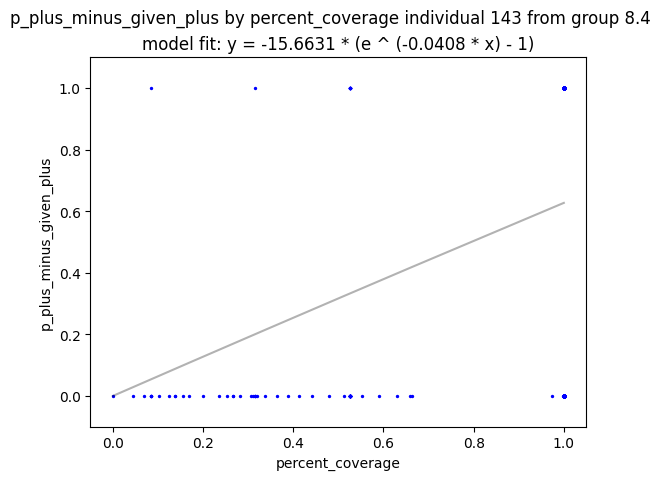 p_plus_minus_given_plus by percent_coverage individual 143 from group 8.4
model fit: y = -15.6631 * (e ^ (-0.0408 * x) - 1)
1.0
0.8
0.6
0.4
0.2
0.0
p_plus_minus_given_plus
0.0 0.2 0.4 0.6 0.8 1.0
percent_coverage